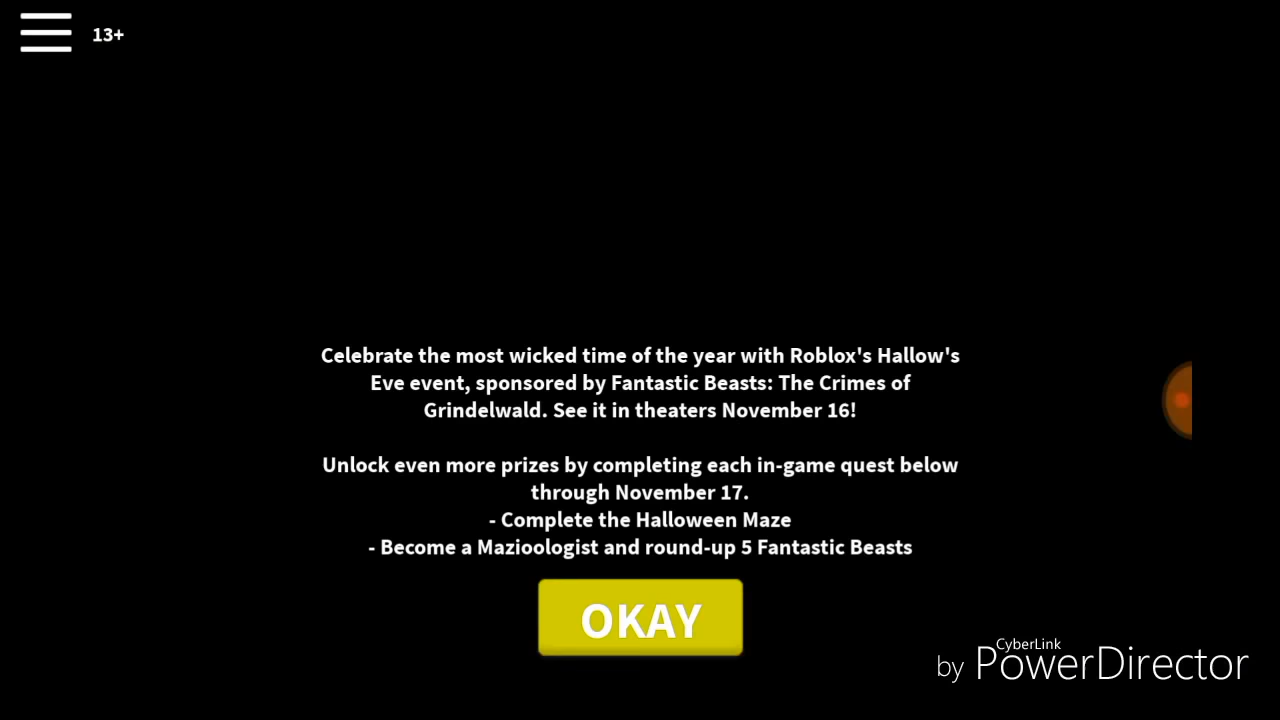 13+
Celebrate the most wicked time of the year with Roblox's Hallow's
Eve event, sponsored by Fantastic Beasts: The Crimes of
Grindelwald. See it in theaters November 16!
Unlock even more prizes by completing each in-game quest below
through November 17.
- Complete the Halloween Maze
- Become a Mazioologist and round-up 5 Fantastic Beasts
OKAY
CyberLink
by PowerDirector